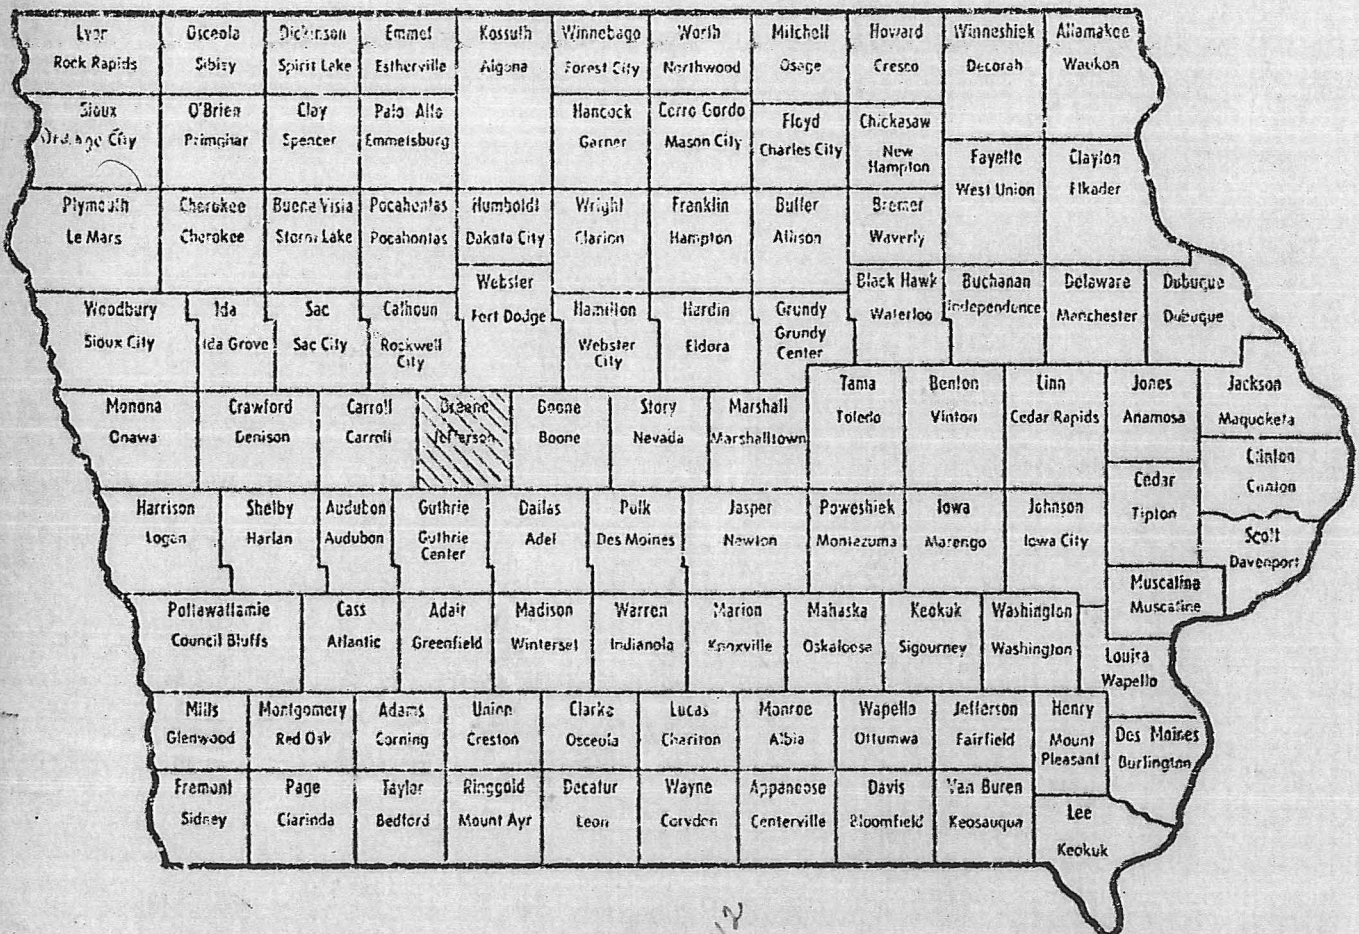 Lyon
Rock Rapids
Osceola
Sibley
Dickinson
Spirit Lake
Emmet
Estherville
Kossuth
Algona
Winnebago
Forest City
Worth
Northwood
Mitchell
Osage
Howard
Cresco
Winneshiek
Decorah
Allamakee
Waukon
Sioux
Orange City
O'Brien
Primghar
Clay
Spencer
Palo Alto
Emmetsburg
Hancock
Garner
Cerro Gordo
Mason City
Floyd
Charles City
Chickasaw
New
Hampton
Fayette
West Union
Clayton
Elkader
Plymouth
Le Mars
Cherokee
Cherokee
Buena Vista
Storm Lake
Pocahontas
Pocahontas
Humboldt
Dakota City
Wright
Clarion
Franklin
Hampton
Butler
Allison
Bremer
Waverly
Webster
Fort Dodge
Black Hawk
Waterloo
Buchanan
Independence
Delaware
Manchester
Dubuque
Dubuque
Woodbury
Sioux City
Ida
Ida Grove
Sac
Sac City
Calhoun
Rockwell
City
Hamilton
Webster
City
Hardin
Eldora
Grundy
Grundy
Center
Tama
Toledo
Benton
Vinton
Linn
Cedar Rapids
Jones
Anamosa
Jackson
Maquoketa
Monona
Onawa
Crawford
Denison
Carroll
Carroll
Greene
Jefferson
Boone
Boone
Story
Nevada
Marshall
Marshalltown
Clinton
Clinton
Cedar
Tipton
Harrison
Logan
Shelby
Harlan
Audubon
Audubon
Guthrie
Guthrie
Center
Dallas
Adel
Polk
Des Moines
Jasper
Newton
Poweshiek
Montezuma
Iowa
Marengo
Johnson
Iowa City
Scott
Davenport
Muscatine
Muscatine
Pottawattamie
Council Bluffs
Cass
Atlantic
Adair
Greenfield
Madison
Winterset
Warren
Indianola
Marion
Knoxville
Mahaska
Oskaloosa
Keokuk
Sigourney
Washington
Washington
Louisa
Wapello
Mills
Glenwood
Montgomery
Red Oak
Adams
Corning
Union
Creston
Clarke
Osceola
Lucas
Chariton
Monroe
Albia
Wapello
Ottumwa
Jefferson
Fairfield
Henry
Mount
Pleasant
Des Moines
Burlington
Fremont
Sidney
Page
Clarinda
Taylor
Bedford
Ringgold
Mount Ayr
Decatur
Leon
Wayne
Corydon
Appanoose
Centerville
Davis
Bloomfield
Van Buren
Keosauqua
Lee
Keokuk
12